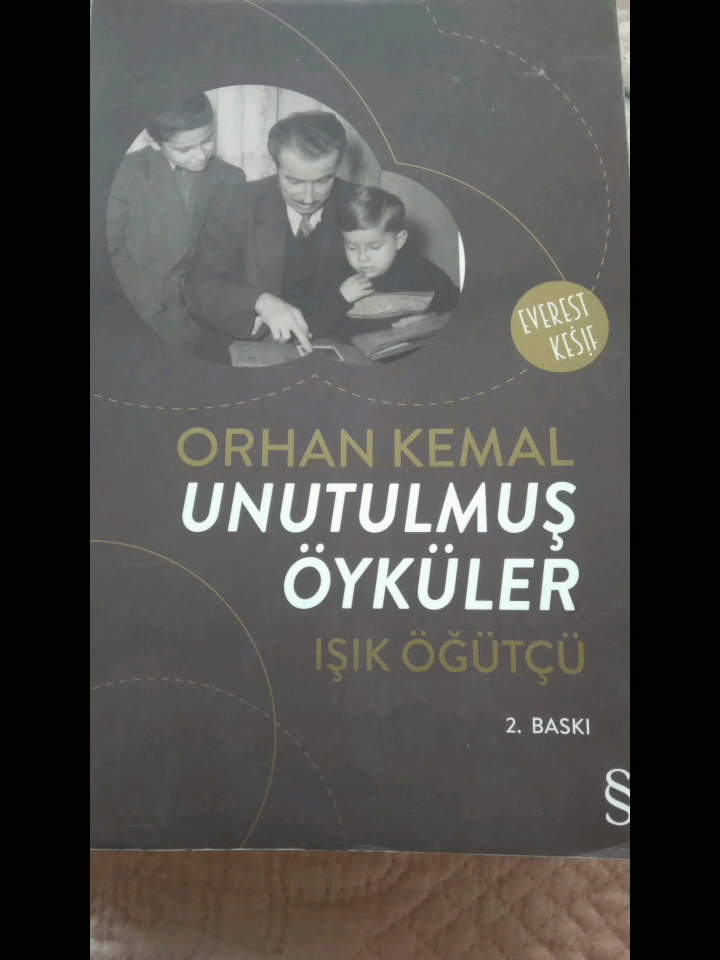 EVEREST
KEŞİF
ORHAN KEMAL
UNUTULMUŞ
ÖYKÜLER
IŞIK ÖĞÜTÇÜ
2. BASKI
§